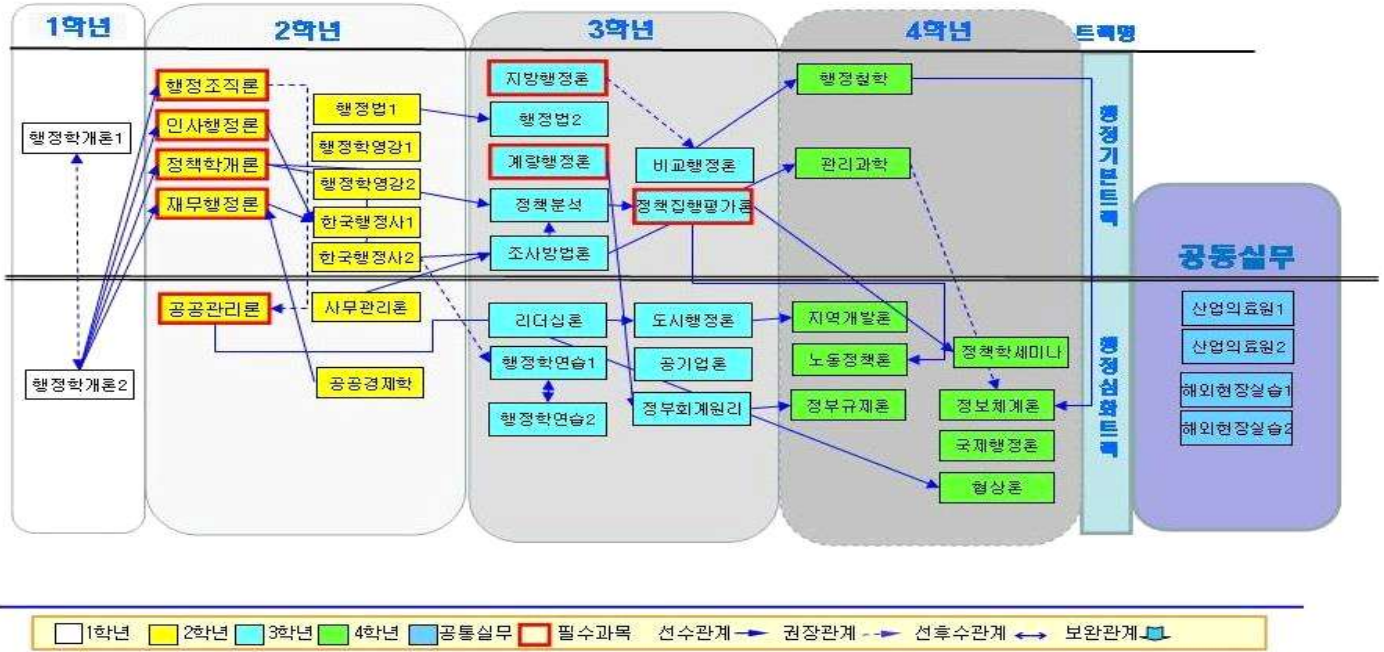 1학년
2학년
3학년
4학년
트랙명
행정학개론1
행정학개론2
행정조직론
인사행정론
정책학개론
재무행정론
행정법1
행정학영강1
행정학영강2
한국행정사1
한국행정사2
공공관리론
사무관리론
공공경제학
지방행정론
행정법2
계량행정론
비교행정론
정책분석
정책집행평가론
조사방법론
리더십론
도시행정론
행정학연습1
공기업론
행정학연습2
정부회계원리
행정철학
관리과학
지역개발론
노동정책론
정책학세미나
정부규제론
정보체계론
국제행정론
협상론
행정기본트랙
행정심화트랙
공동실무
산업의료원1
산업의료원2
해외현장실습1
해외현장실습2
1학년 2학년 3학년 4학년 공통실무 필수과목 선수관계 권장관계 선후수관계 보완관계